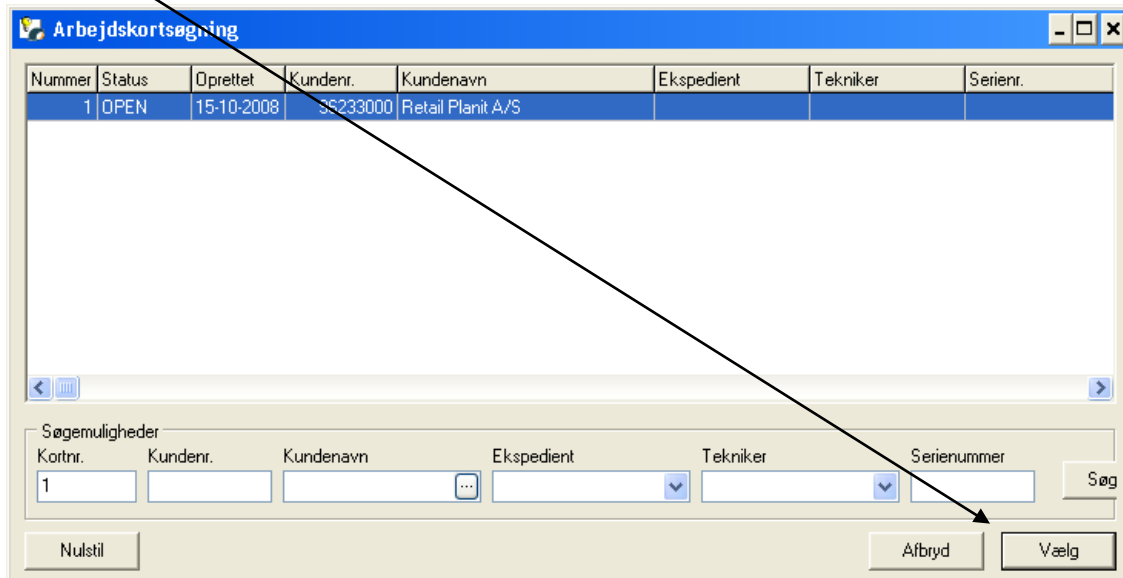 Arbejdskortsøgning
Nummer Status Oprettet Kundenr. Kundenavn Ekspedient Tekniker Serienr.
1 OPEN 15-10-2008 36233000 Retail Planit A/S
Søgemuligheder
Kortnr. Kundenr. Kundenavn Ekspedient Tekniker Serienummer
1 ... Søg
Nulstil Afbryd Vælg